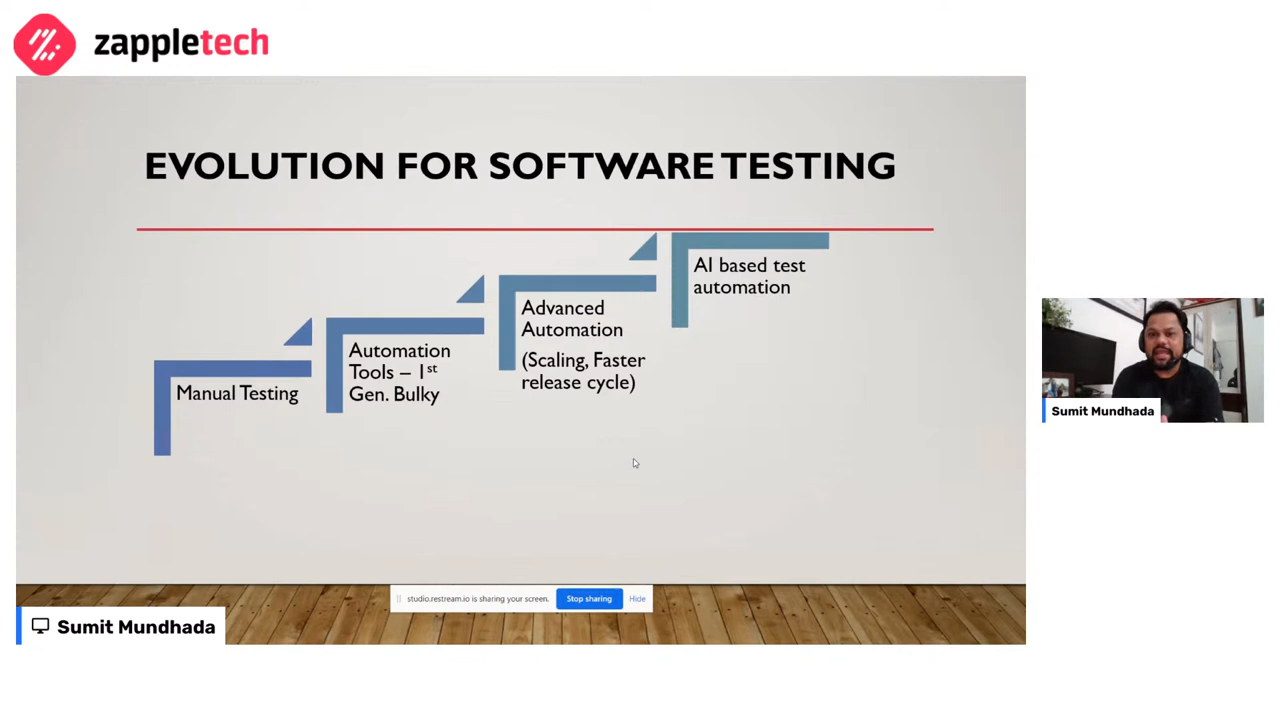 zappletech
EVOLUTION FOR SOFTWARE TESTING
Manual Testing
Automation
Tools – 1st
Gen. Bulky
Advanced
Automation
(Scaling, Faster
release cycle)
AI based test
automation
Sumit Mundhada
studio.restream.io is sharing your screen.
Stop sharing
Hide
Sumit Mundhada